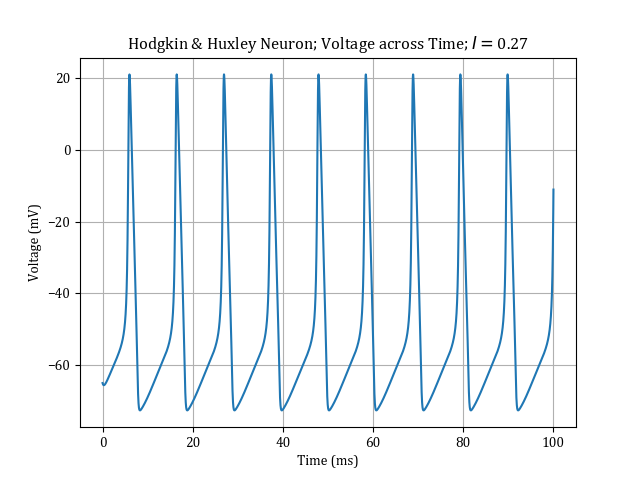 Hodgkin & Huxley Neuron; Voltage across Time; I = 0.27
20
0
−20
−40
−60
Voltage (mV)
0 20 40 60 80 100
Time (ms)